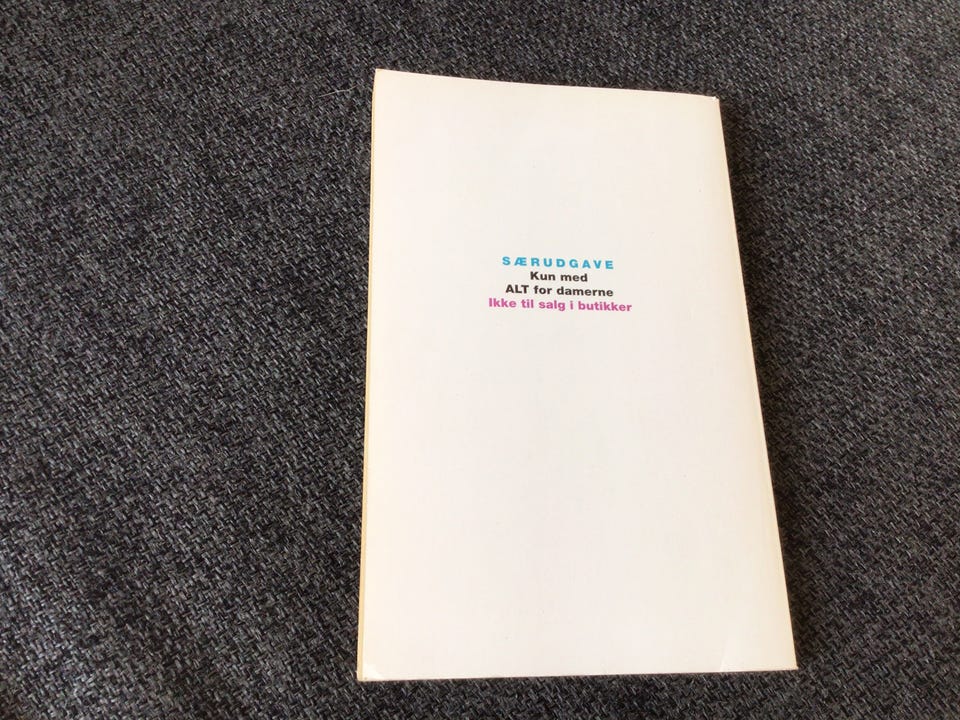 SÆRUDGAVE
Kun med
ALT for damerne
Ikke til salg i butikker